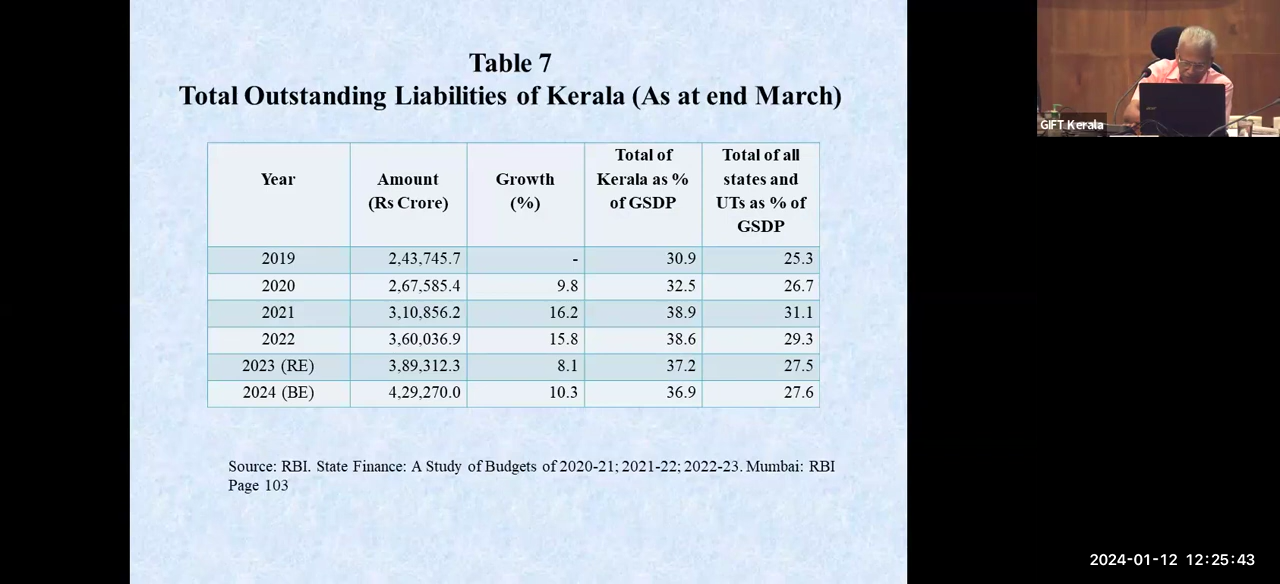 Table 7
Total Outstanding Liabilities of Kerala (As at end March)
Year Amount (Rs Crore) Growth (%) Total of Kerala as % of GSDP Total of all states and UTs as % of GSDP
2019 2,43,745.7 - 30.9 25.3
2020 2,67,585.4 9.8 32.5 26.7
2021 3,10,856.2 16.2 38.9 31.1
2022 3,60,036.9 15.8 38.6 29.3
2023 (RE) 3,89,312.3 8.1 37.2 27.5
2024 (BE) 4,29,270.0 10.3 36.9 27.6
Source: RBI. State Finance: A Study of Budgets of 2020-21; 2021-22; 2022-23. Mumbai: RBI
Page 103
GIFT Kerala
2024-01-12 12:25:43